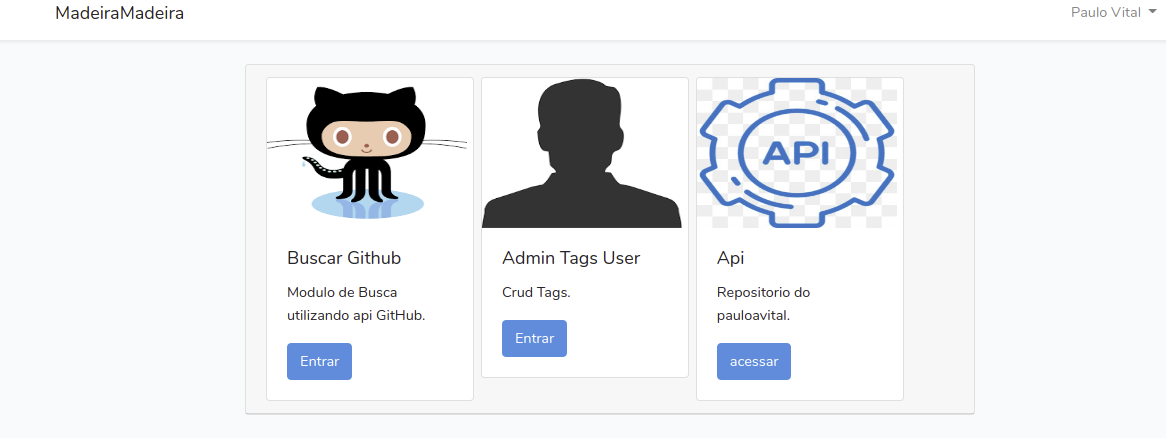 MadeiraMadeira
Paulo Vital
API
Buscar Github
Modulo de Busca
utilizando api GitHub.
Entrar
Admin Tags User
Crud Tags.
Entrar
Api
Repositorio do
pauloavital.
acessar